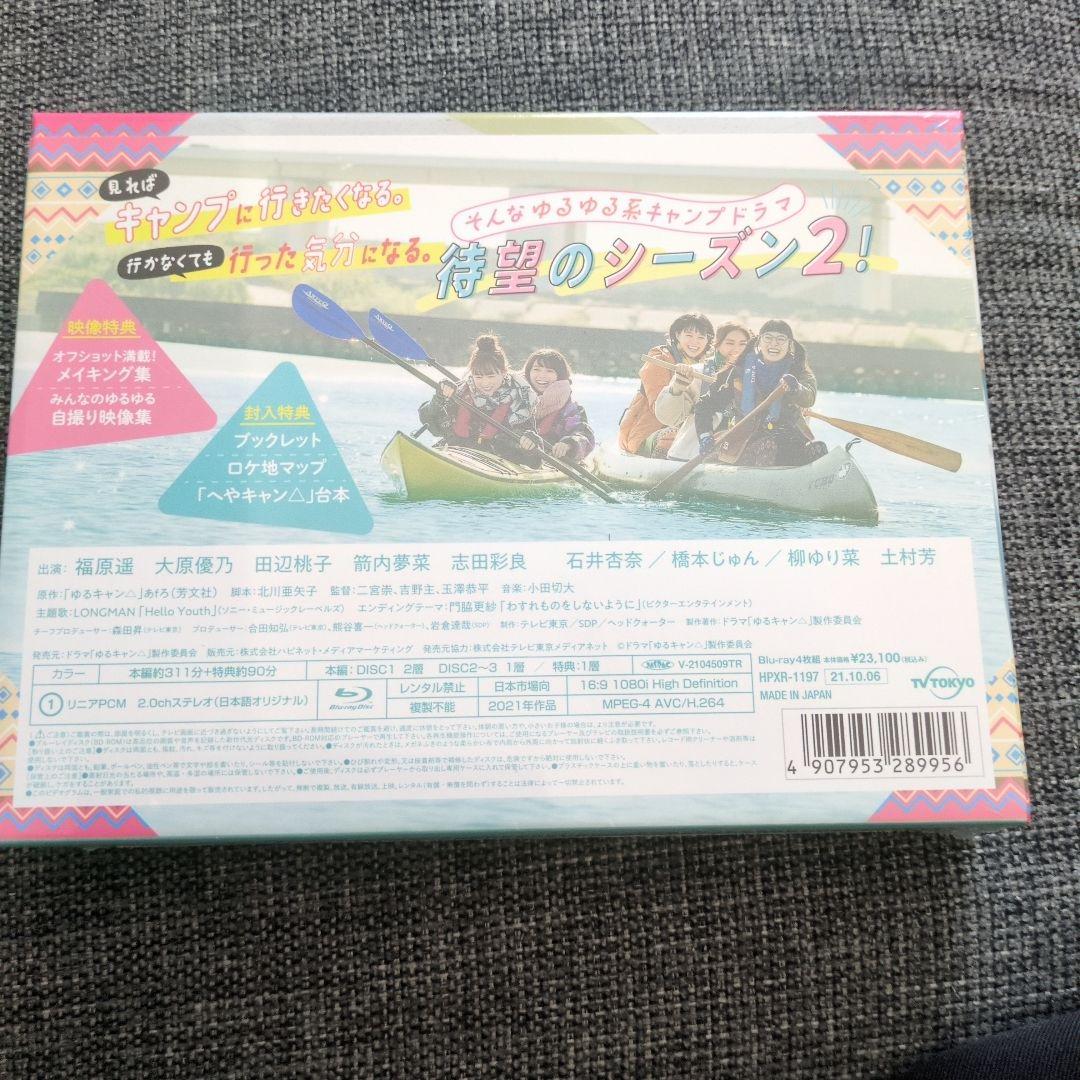 見れば
キャンプに行きたくなる。
行かなくても 行った気分になる。
そんなゆるゆる系キャンプドラマ
待望のシーズン2!
映像特典
オフショット満載!
メイキング集
みんなのゆるゆる
自撮り映像集
封入特典
ブックレット
ロケ地マップ
「へやキャン△」台本
出演: 福原遥 大原優乃 田辺桃子 箭内夢菜 志田彩良 石井杏奈/橋本じゅん/柳ゆり菜 土村芳
原作:「ゆるキャン△」あfろ(芳文社) 脚本:北川亜矢子 監督:二宮崇、吉野主、玉澤恭平 音楽:小田切大
主題歌:LONGMAN「Hello Youth」(ソニー・ミュージックレーベルズ) エンディングテーマ:門脇更紗「わすれものをしないように」(ビクターエンタテインメント)
チーフプロデューサー:森田昇(テレビ東京) プロデューサー:合田知弘(テレビ東京)、熊谷喜一(ヘッドクォーター)、岩倉達哉(SDP) 制作:テレビ東京/SDP/ヘッドクォーター 製作著作:ドラマ「ゆるキャン△」製作委員会
発売元:ドラマ「ゆるキャン△」製作委員会 販売元:株式会社ハピネット・メディアマーケティング 発売協力:株式会社テレビ東京メディアネット ©ドラマ「ゆるキャン△」製作委員会
カラー 本編約311分+特典約90分 本編:DISC1 2層 DISC2~3 1層 / 特典:1層 V-2104509TR
1 リニアPCM 2.0chステレオ(日本語オリジナル) Blu-ray Disc レンタル禁止 日本市場向 16:9 1080i High Definition
複製不能 2021年作品 MPEG-4 AVC/H.264
Blu-ray4枚組 本体価格¥23,100(税込み)
HPXR-1197 21.10.06
MADE IN JAPAN
TV TOKYO
4 907953 289956